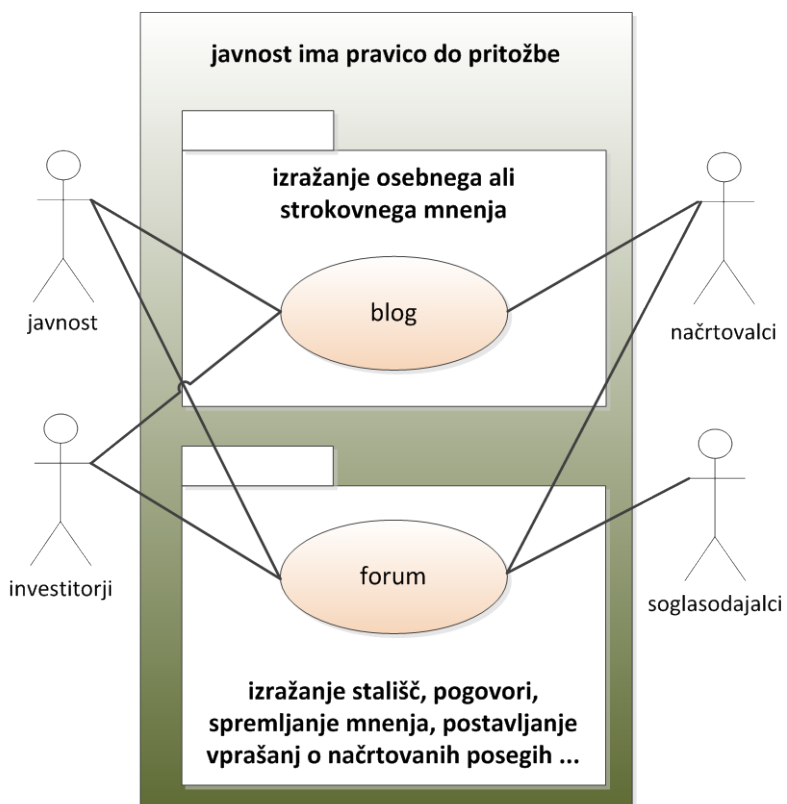 javnost ima pravico do pritožbe
izražanje osebnega ali
strokovnega mnenja
blog
javnost
načrtovalci
forum
investitorji
soglasodajalci
izražanje stališč, pogovori,
spremljanje mnenja, postavljanje
vprašanj o načrtovanih posegih ...